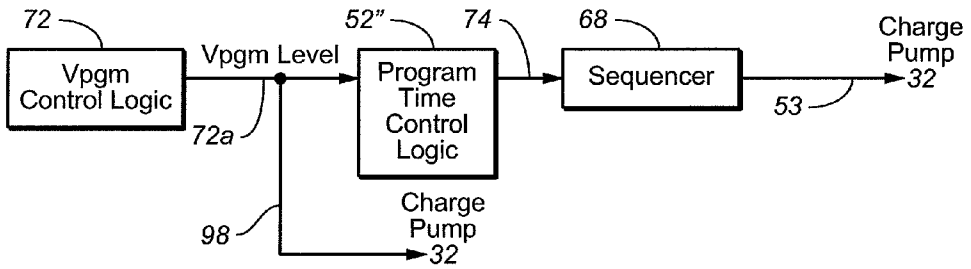 72
Vpgm
Control Logic
Vpgm Level
72a
98
52”
Program
Time
Control
Logic
74
68
Sequencer
53
Charge
Pump
32
Charge
Pump
32